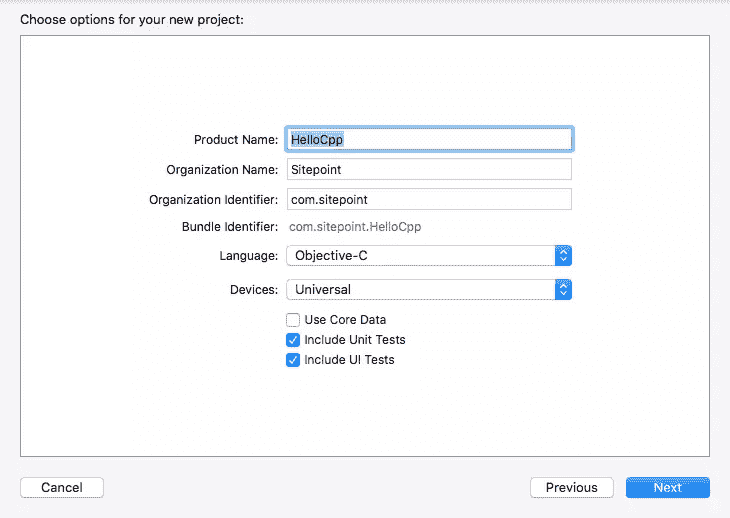 Choose options for your new project:
Product Name: HelloCpp
Organization Name: Sitepoint
Organization Identifier: com.sitepoint
Bundle Identifier: com.sitepoint.HelloCpp
Language: Objective-C
Devices: Universal
Use Core Data
Include Unit Tests
Include UI Tests
Cancel Previous Next